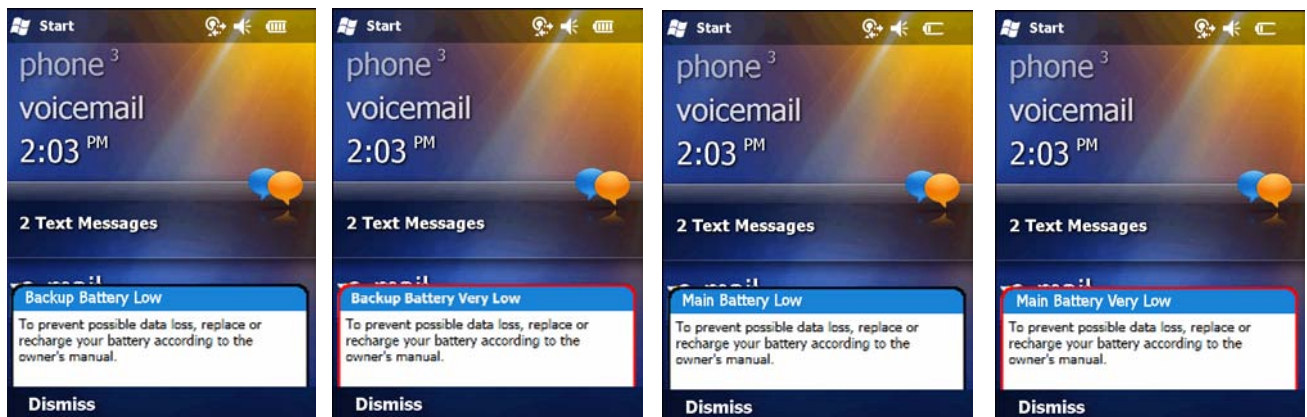 Start
phone 3
voicemail
2:03 PM
2 Text Messages
e-mail
Backup Battery Low
To prevent possible data loss, replace or
recharge your battery according to the
owner's manual.
Dismiss
Start
phone 3
voicemail
2:03 PM
2 Text Messages
e-mail
Backup Battery Very Low
To prevent possible data loss, replace or
recharge your battery according to the
owner's manual.
Dismiss
Start
phone 3
voicemail
2:03 PM
2 Text Messages
e-mail
Main Battery Low
To prevent possible data loss, replace or
recharge your battery according to the
owner's manual.
Dismiss
Start
phone 3
voicemail
2:03 PM
2 Text Messages
e-mail
Main Battery Very Low
To prevent possible data loss, replace or
recharge your battery according to the
owner's manual.
Dismiss